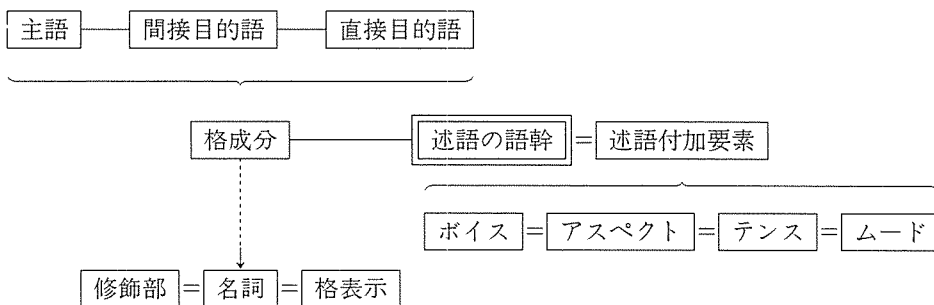 主語 間接目的語 直接目的語
格成分 述語の語幹 = 述語付加要素
ボイス = アスペクト = テンス = ムード
修飾部 = 名詞 = 格表示